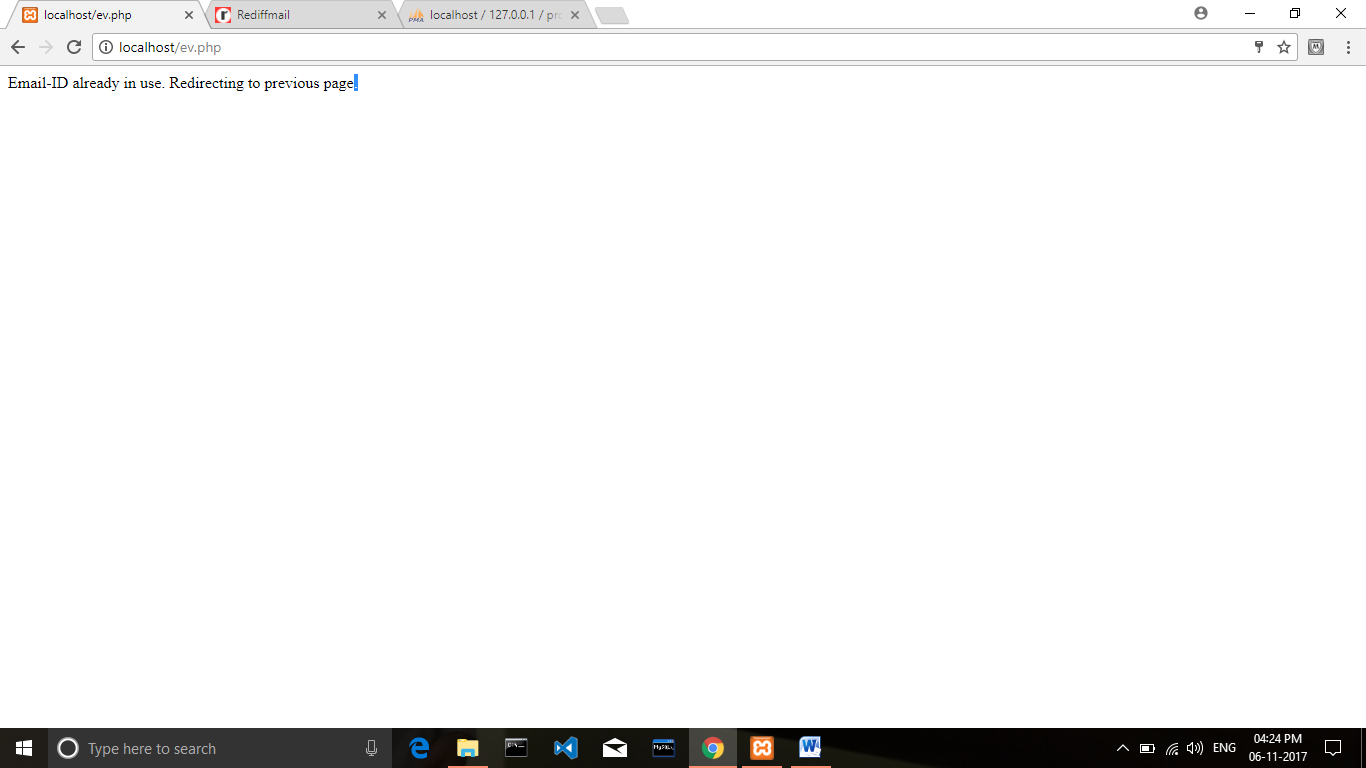 localhost/ev.php
Rediffmail
localhost / 127.0.0.1 / pro
localhost/ev.php
Email-ID already in use. Redirecting to previous page.
Type here to search
ENG
04:24 PM
06-11-2017